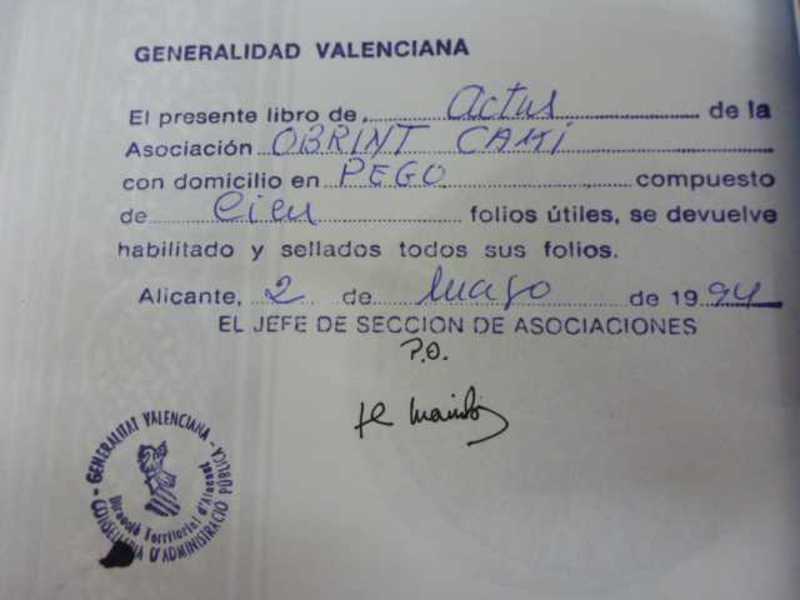 GENERALIDAD VALENCIANA
El presente libro de Actas de la
Asociación OBRINT CAMÍ
con domicilio en PEGO compuesto
de Cien folios útiles, se devuelve
habilitado y sellados todos sus folios.
Alicante, 2 de Marzo de 1994
EL JEFE DE SECCION DE ASOCIACIONES
P.O.
GENERALITAT VALENCIANA
CONSELLERIA D'ADMINISTRACIÓ PÚBLICA
Direcció Territorial d'Alacant